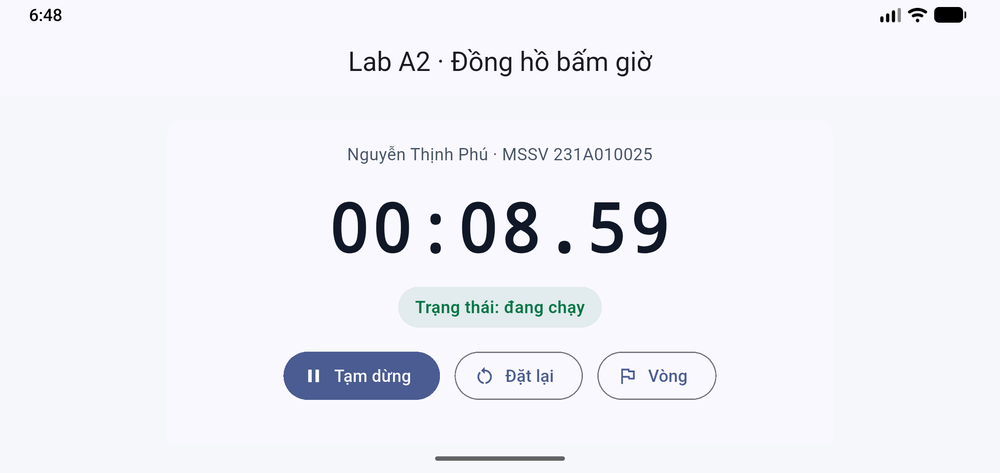 6:48
Lab A2 · Đồng hồ bấm giờ
Nguyễn Thịnh Phú · MSSV 231A010025
00:08.59
Trạng thái: đang chạy
Tạm dừng
Đặt lại
Vòng